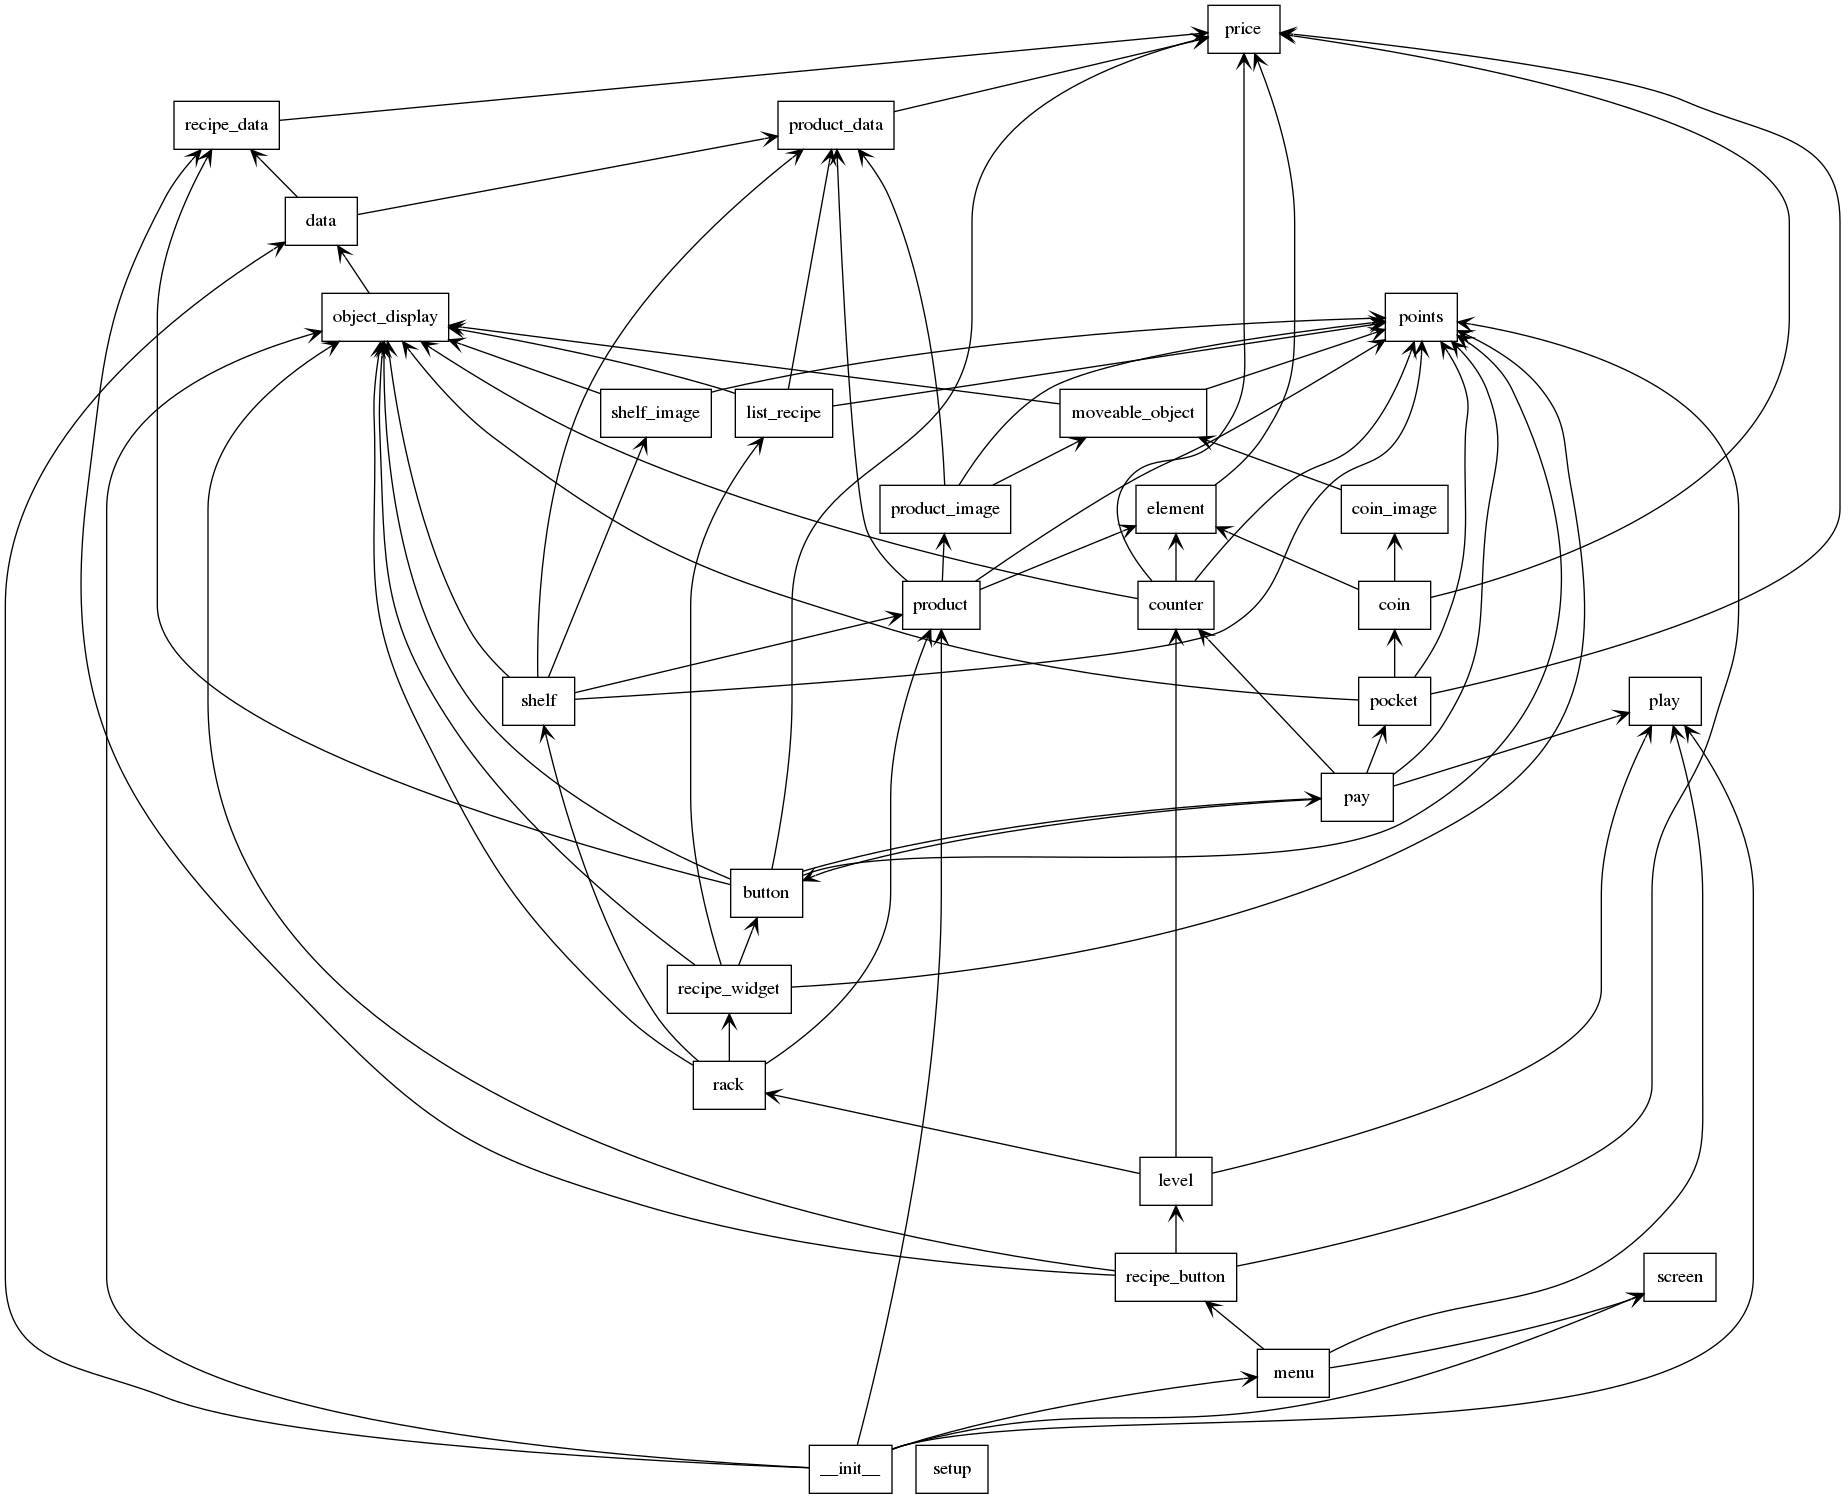 price
recipe_data
product_data
data
object_display
points
shelf_image
list_recipe
moveable_object
product_image
element
coin_image
product
counter
coin
shelf
pocket
play
pay
button
recipe_widget
rack
level
recipe_button
screen
menu
__init__
setup